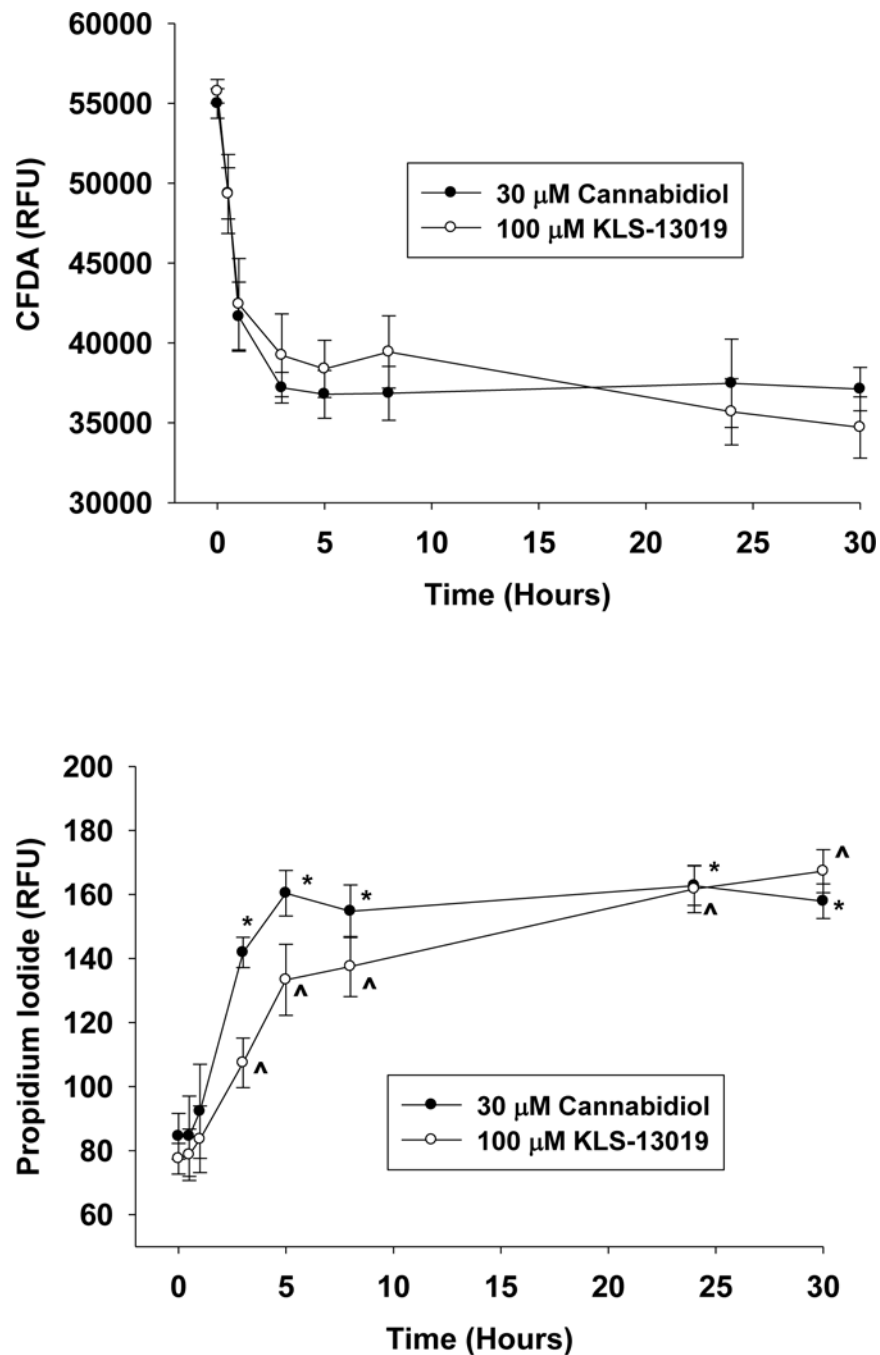 60000
55000
50000
45000
40000
35000
30000
CFDA (RFU)
30 μM Cannabidiol
100 μM KLS-13019
0 5 10 15 20 25 30
Time (Hours)
200
180
160
140
120
100
80
60
Propidium Iodide (RFU)
* * * * *
^ ^ ^ ^ ^
30 μM Cannabidiol
100 μM KLS-13019
0 5 10 15 20 25 30
Time (Hours)